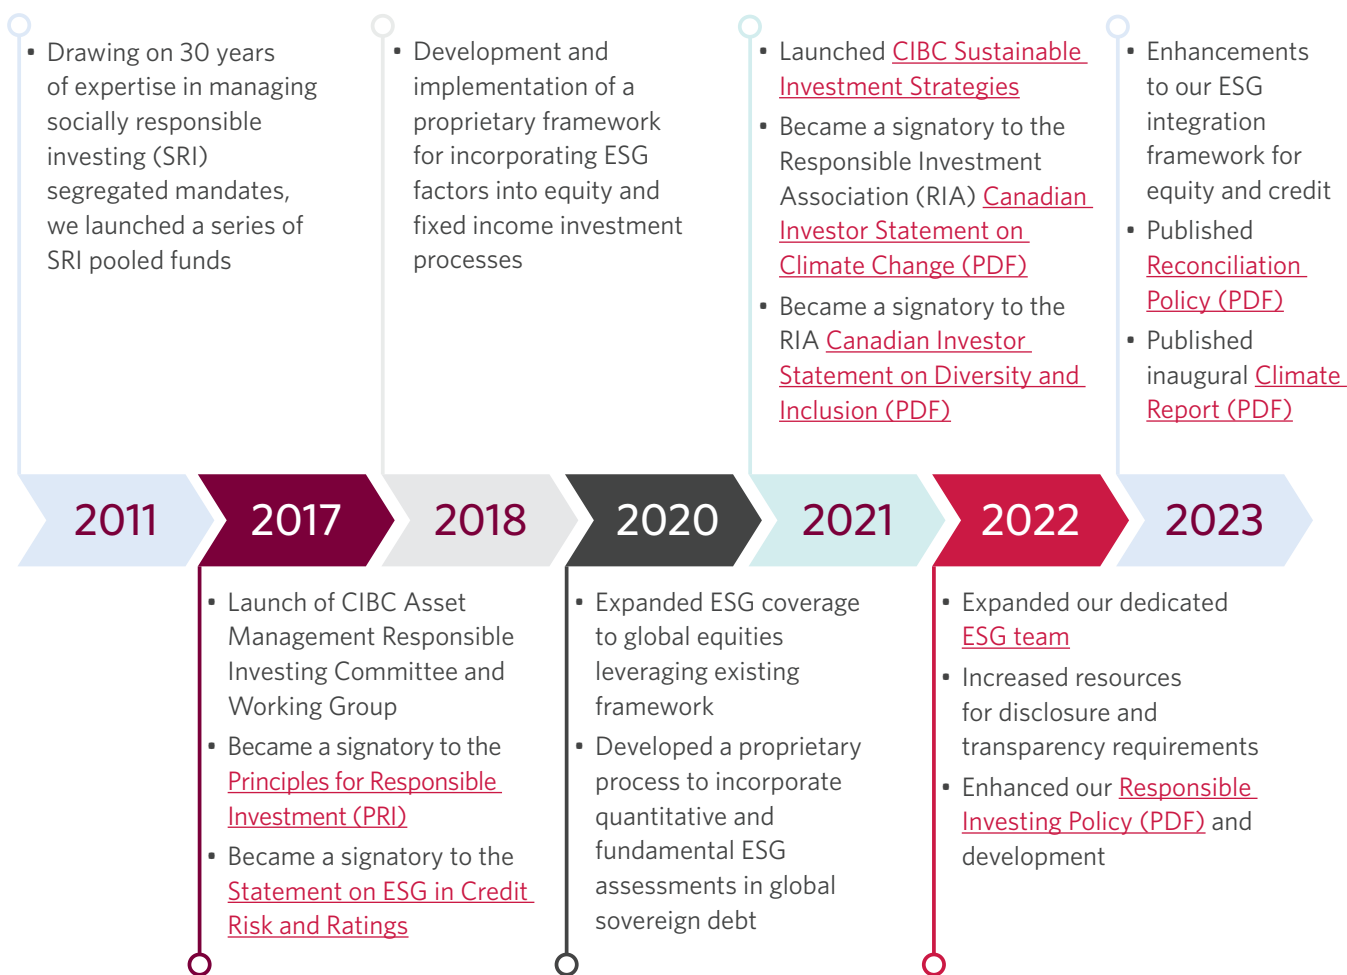 ▪ Drawing on 30 years
of expertise in managing
socially responsible
investing (SRI)
segregated mandates,
we launched a series of
SRI pooled funds
▪ Development and
implementation of a
proprietary framework
for incorporating ESG
factors into equity and
fixed income investment
processes
▪ Launched CIBC Sustainable
Investment Strategies
▪ Became a signatory to the
Responsible Investment
Association (RIA) Canadian
Investor Statement on
Climate Change (PDF)
▪ Became a signatory to the
RIA Canadian Investor
Statement on Diversity and
Inclusion (PDF)
▪ Enhancements
to our ESG
integration
framework for
equity and credit
▪ Published
Reconciliation
Policy (PDF)
▪ Published
inaugural Climate
Report (PDF)
2011
2017
2018
2020
2021
2022
2023
▪ Launch of CIBC Asset
Management Responsible
Investing Committee and
Working Group
▪ Became a signatory to the
Principles for Responsible
Investment (PRI)
▪ Became a signatory to the
Statement on ESG in Credit
Risk and Ratings
▪ Expanded ESG coverage
to global equities
leveraging existing
framework
▪ Developed a proprietary
process to incorporate
quantitative and
fundamental ESG
assessments in global
sovereign debt
▪ Expanded our dedicated
ESG team
▪ Increased resources
for disclosure and
transparency requirements
▪ Enhanced our Responsible
Investing Policy (PDF) and
development